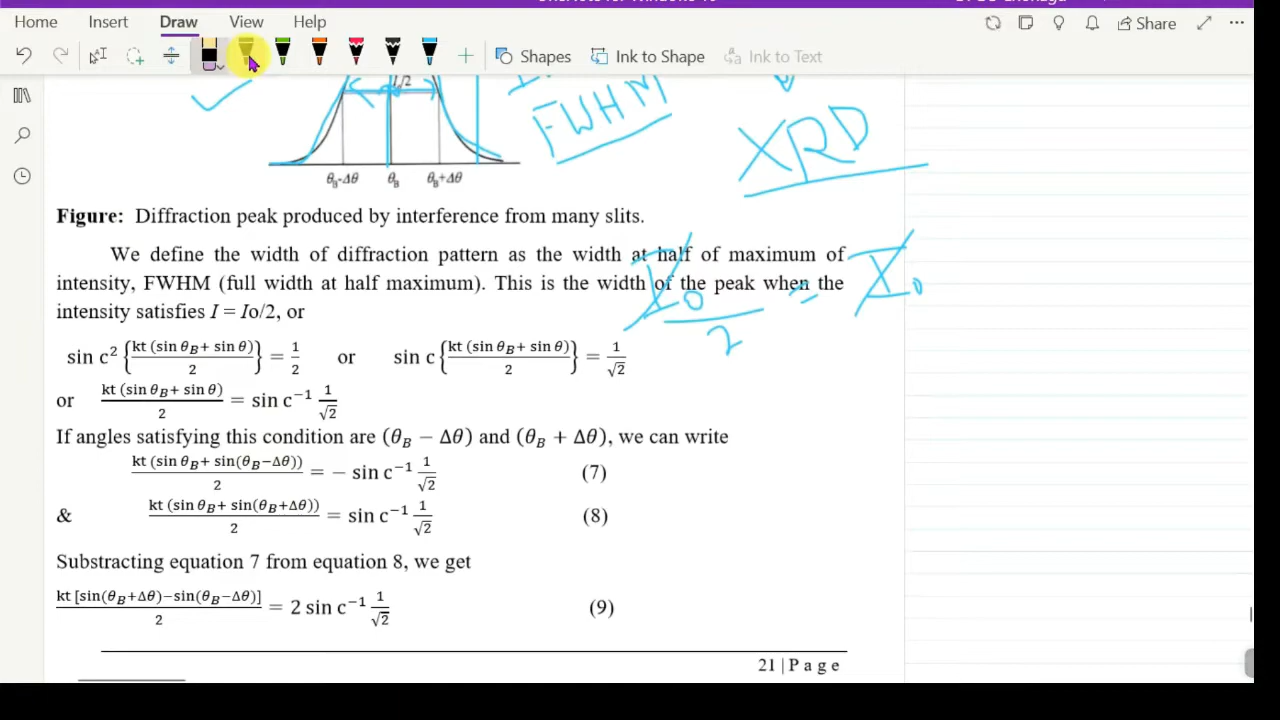 Home Insert Draw View Help
Share
Ink to Shape
Shapes
Ink to Text
I₀/2
FWHM
XRD
θB-Δθ θB θB+Δθ
Figure: Diffraction peak produced by interference from many slits.
We define the width of diffraction pattern as the width at half of maximum of
intensity, FWHM (full width at half maximum). This is the width of the peak when the
intensity satisfies I = Io/2, or
I₀/2 = I₀
sin c² {kt (sin θB + sin θ)/2} = 1/2 or sin c {kt (sin θB + sin θ)/2} = 1/√2
or kt (sin θB + sin θ)/2 = sin c⁻¹ 1/√2
If angles satisfying this condition are (θB − Δθ) and (θB + Δθ), we can write
kt (sin θB + sin(θB−Δθ))/2 = − sin c⁻¹ 1/√2 (7)
& kt (sin θB + sin(θB+Δθ))/2 = sin c⁻¹ 1/√2 (8)
Substracting equation 7 from equation 8, we get
kt [sin(θB+Δθ)−sin(θB−Δθ)]/2 = 2 sin c⁻¹ 1/√2 (9)
21 | P a g e